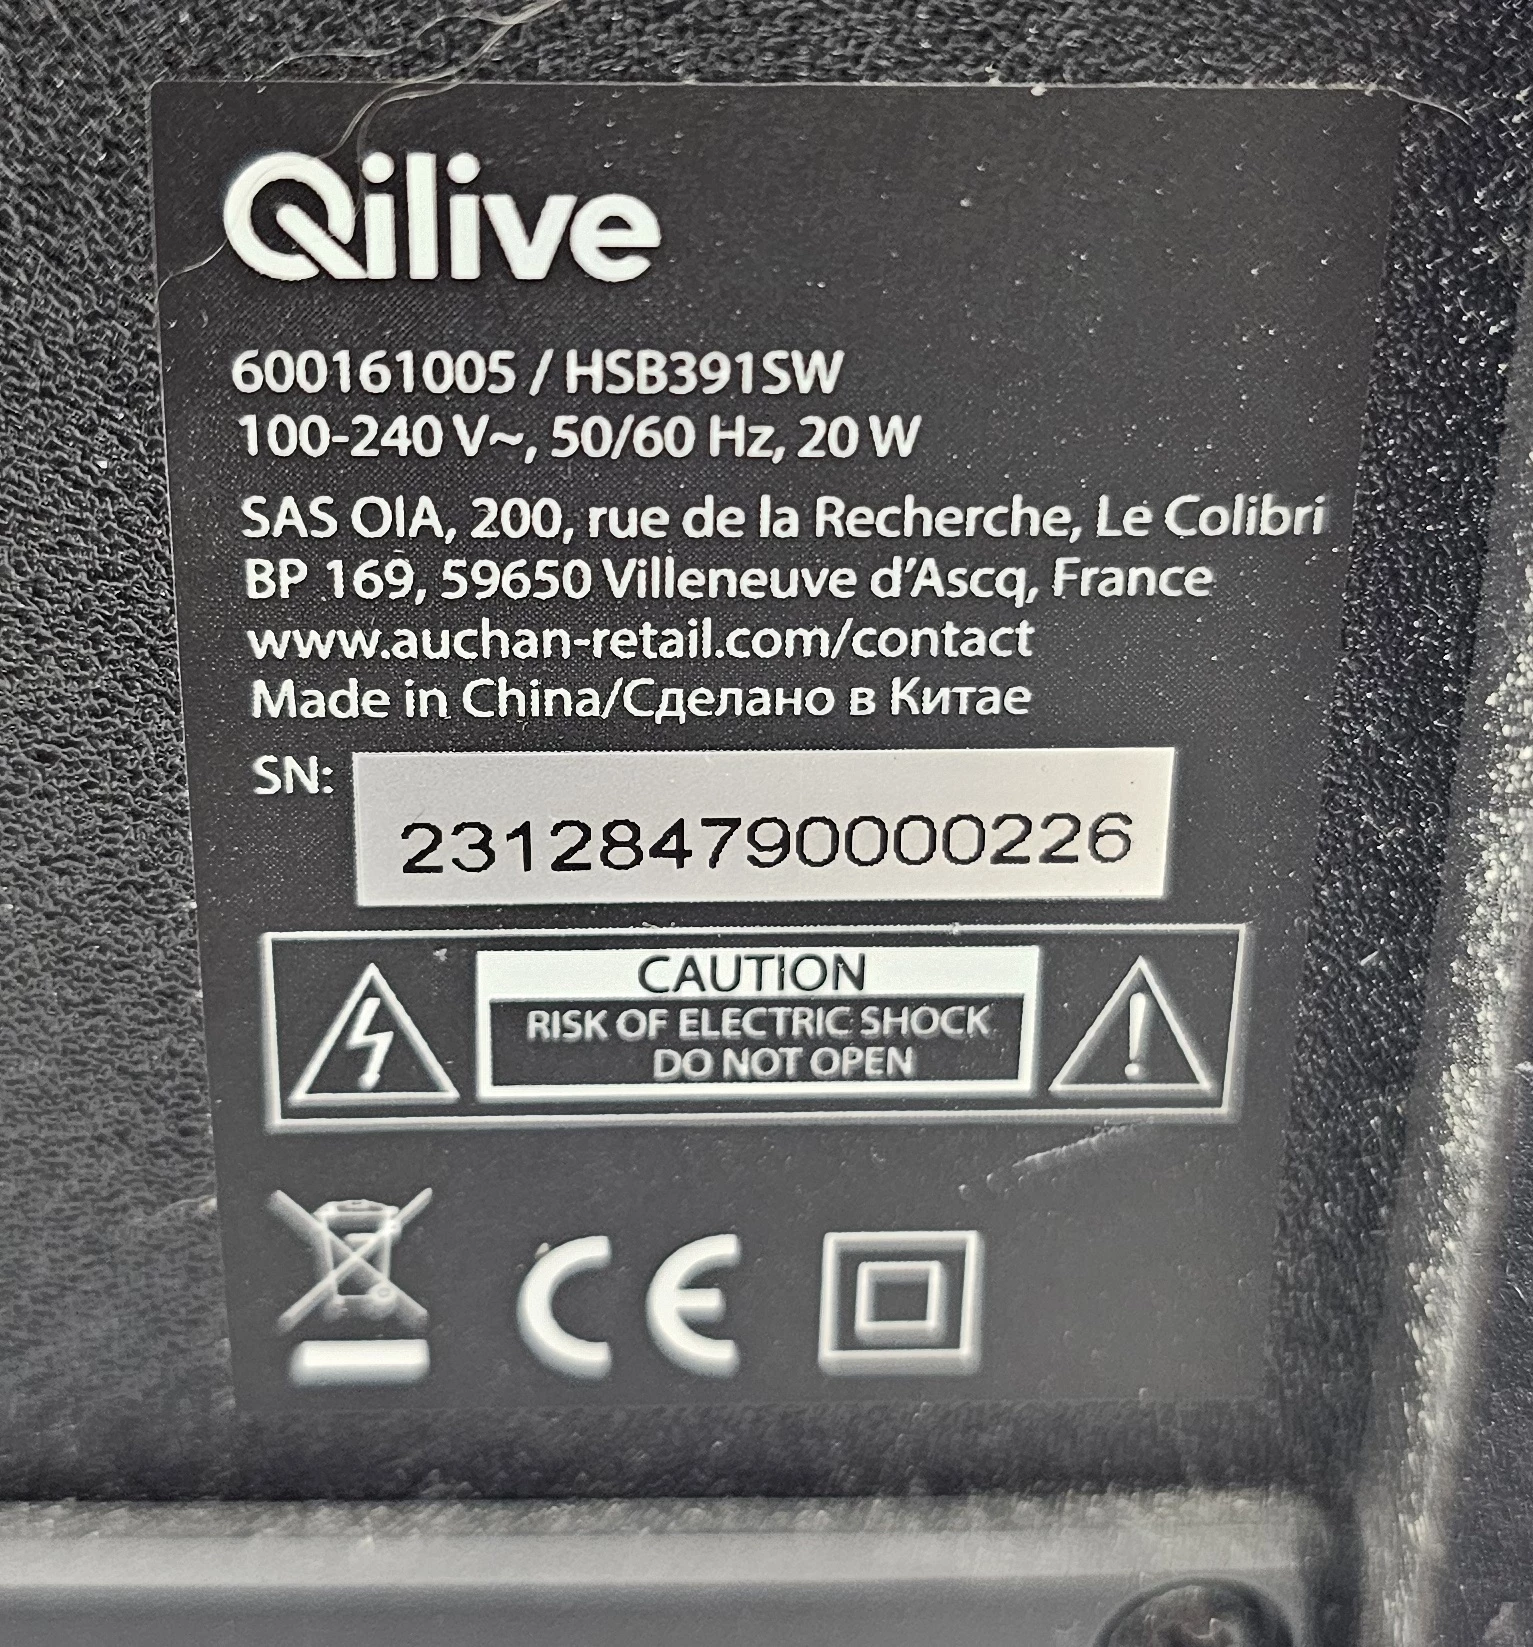 Qilive
600161005 / HSB391SW
100-240 V~, 50/60 Hz, 20 W
SAS OIA, 200, rue de la Recherche, Le Colibri
BP 169, 59650 Villeneuve d’Ascq, France
www.auchan-retail.com/contact
Made in China/Сделано в Китае
SN:
231284790000226
CAUTION
RISK OF ELECTRIC SHOCK
DO NOT OPEN
CE